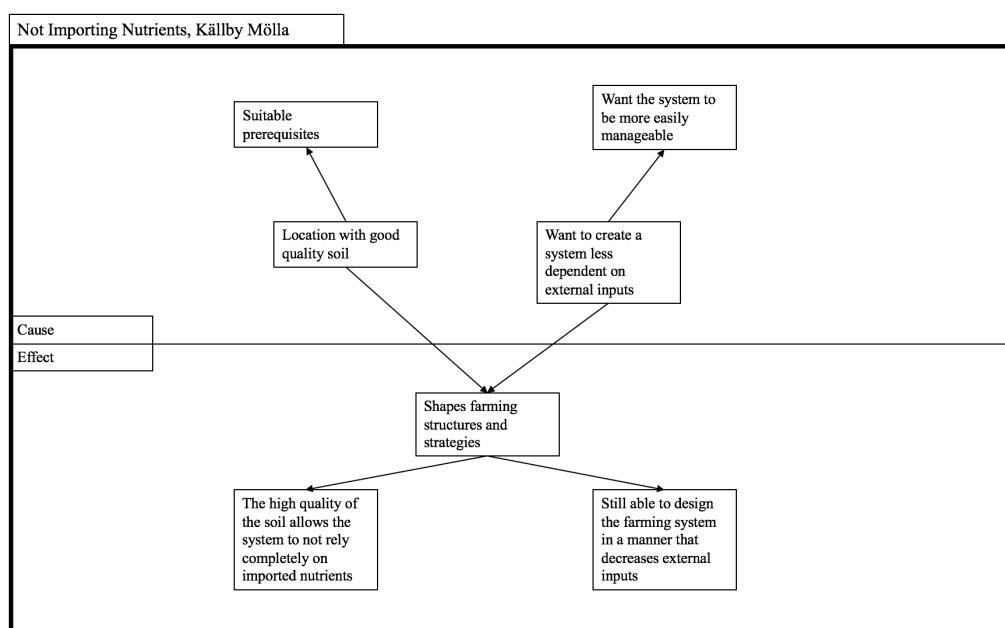 Not Importing Nutrients, Källby Mölla
Suitable
prerequisites
Want the system to
be more easily
manageable
Location with good
quality soil
Want to create a
system less
dependent on
external inputs
Cause
Effect
Shapes farming
structures and
strategies
The high quality of
the soil allows the
system to not rely
completely on
imported nutrients
Still able to design
the farming system
in a manner that
decreases external
inputs